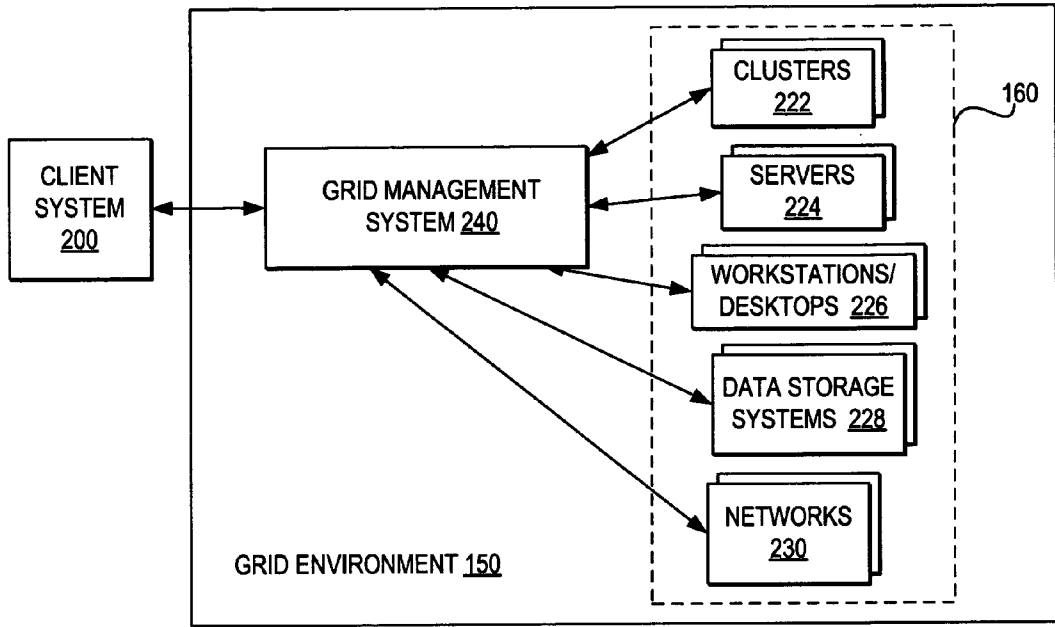 CLIENT
SYSTEM
200
GRID MANAGEMENT
SYSTEM 240
CLUSTERS
222
160
SERVERS
224
WORKSTATIONS/
DESKTOPS 226
DATA STORAGE
SYSTEMS 228
NETWORKS
230
GRID ENVIRONMENT 150